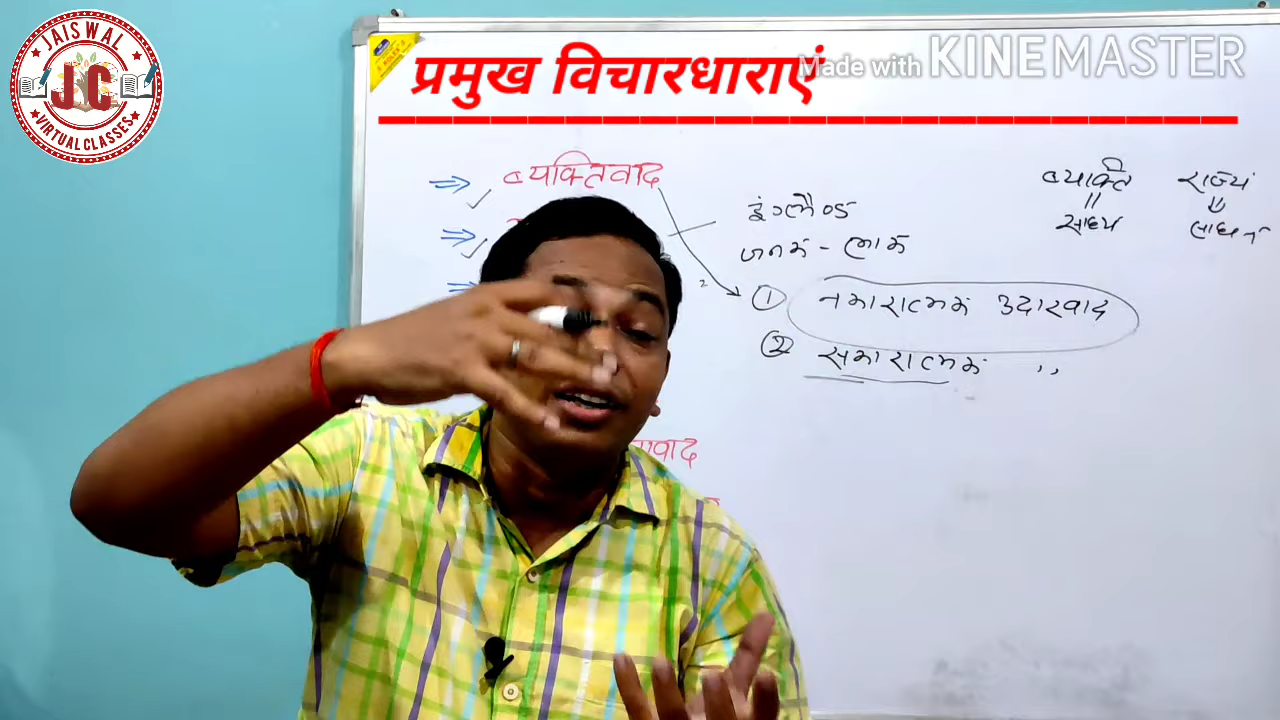 JAISWAL
JC
VIRTUAL CLASSES
प्रमुख विचारधाराएं
Made with KINEMASTER
व्यक्तिवाद
इंग्लैण्ड
जनक - लॉक
व्यक्ति
॥
साध्य
राज्य
साधन
① नकारात्मक उदारवाद
② सकारात्मक ,,